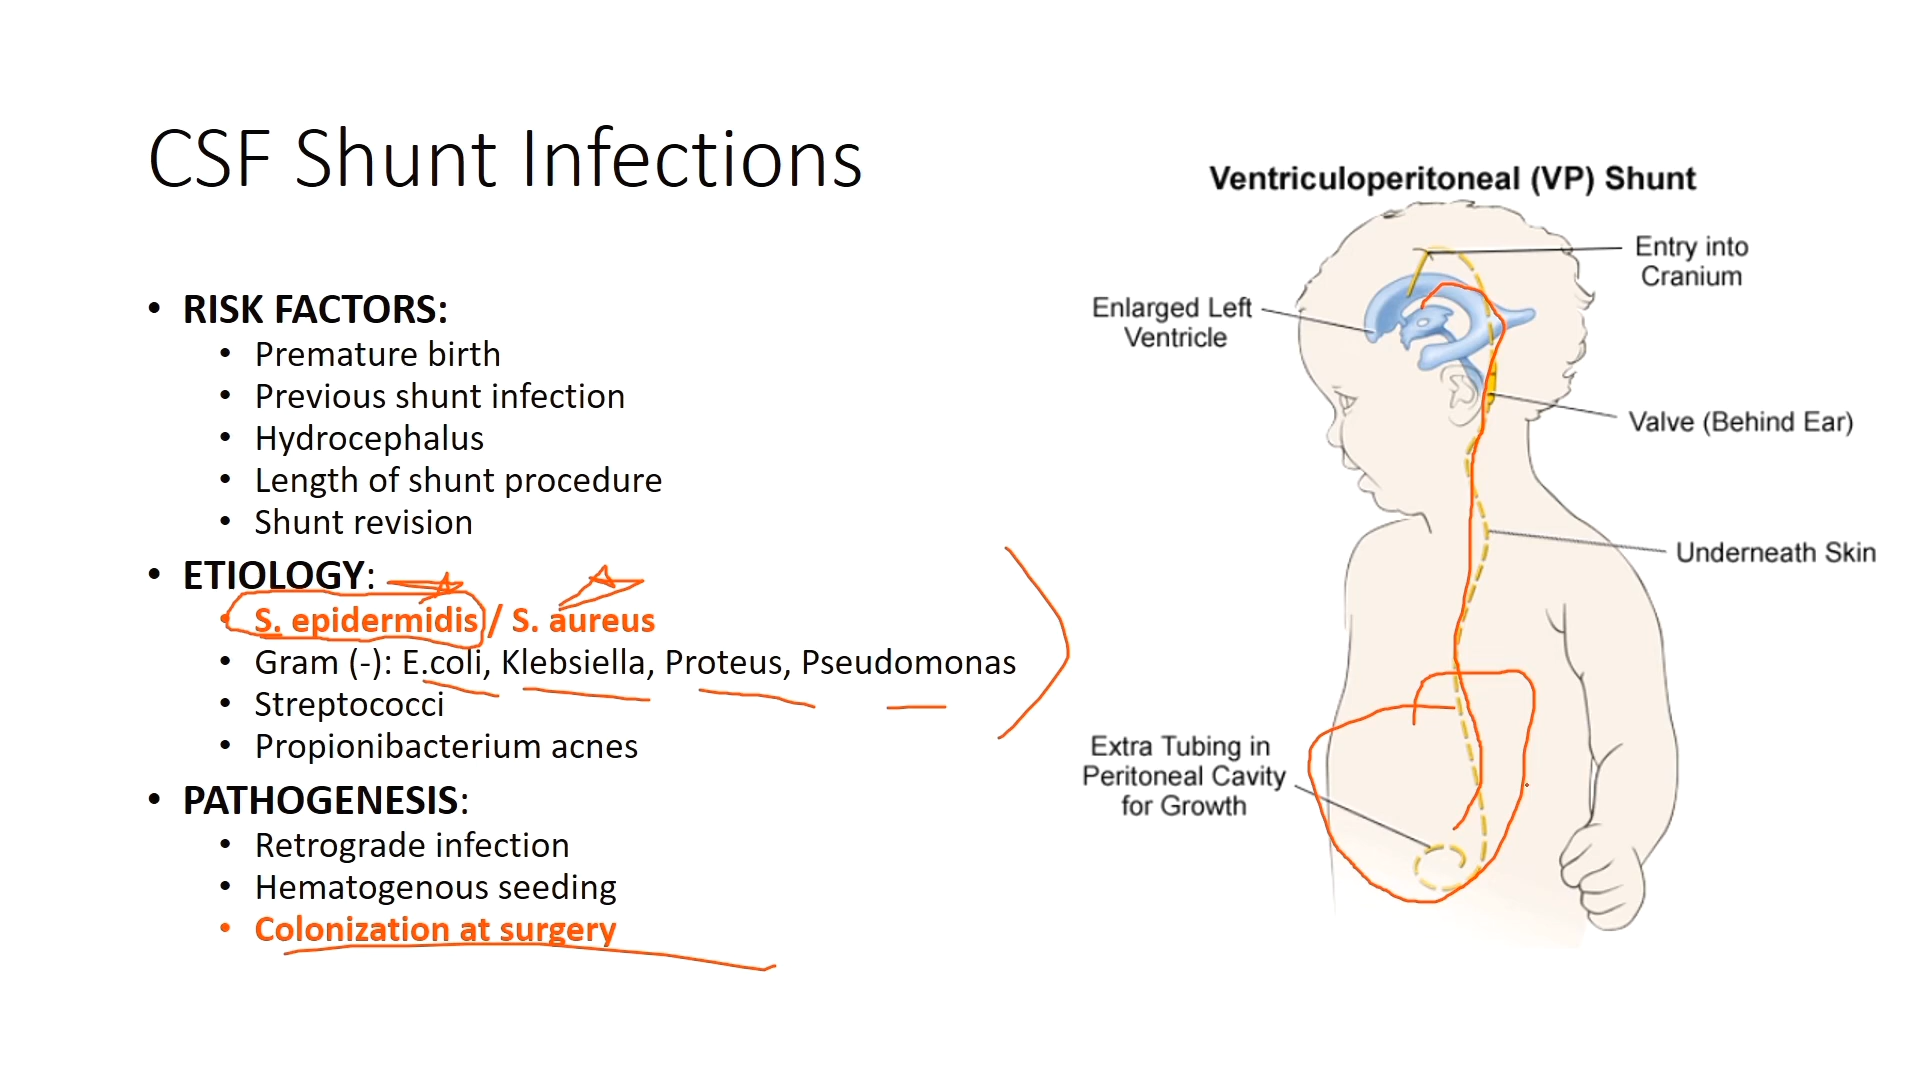 CSF Shunt Infections
• RISK FACTORS:
• Premature birth
• Previous shunt infection
• Hydrocephalus
• Length of shunt procedure
• Shunt revision
• ETIOLOGY:
• S. epidermidis / S. aureus
• Gram (-): E.coli, Klebsiella, Proteus, Pseudomonas
• Streptococci
• Propionibacterium acnes
• PATHOGENESIS:
• Retrograde infection
• Hematogenous seeding
• Colonization at surgery
Ventriculoperitoneal (VP) Shunt
Entry into
Cranium
Enlarged Left
Ventricle
Valve (Behind Ear)
Underneath Skin
Extra Tubing in
Peritoneal Cavity
for Growth